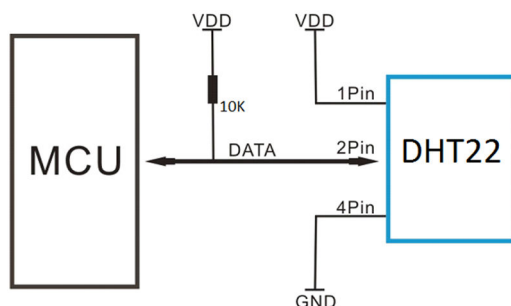 VDD
VDD
10K
1Pin
MCU
DATA
2Pin
DHT22
4Pin
GND